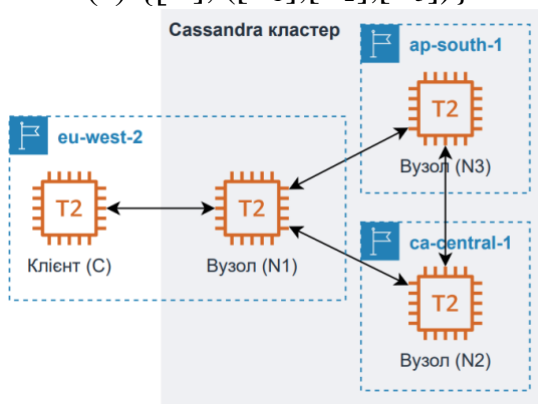 Cassandra кластер
ap-south-1
T2
Вузол (N3)
eu-west-2
T2
Клієнт (C)
T2
Вузол (N1)
ca-central-1
T2
Вузол (N2)